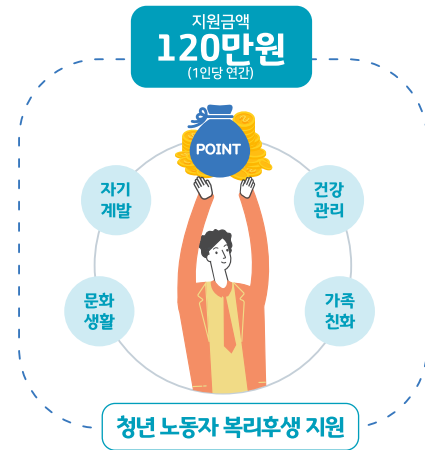 지원금액
120만원
(1인당 연간)
POINT
자기
계발
건강
관리
문화
생활
가족
친화
청년 노동자 복리후생 지원